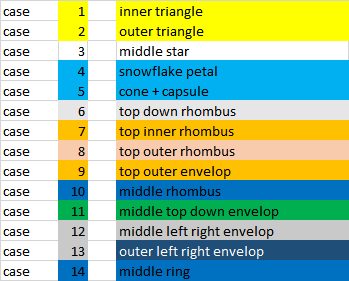 case 1 inner triangle
case 2 outer triangle
case 3 middle star
case 4 snowflake petal
case 5 cone + capsule
case 6 top down rhombus
case 7 top inner rhombus
case 8 top outer rhombus
case 9 top outer envelop
case 10 middle rhombus
case 11 middle top down envelop
case 12 middle left right envelop
case 13 outer left right envelop
case 14 middle ring